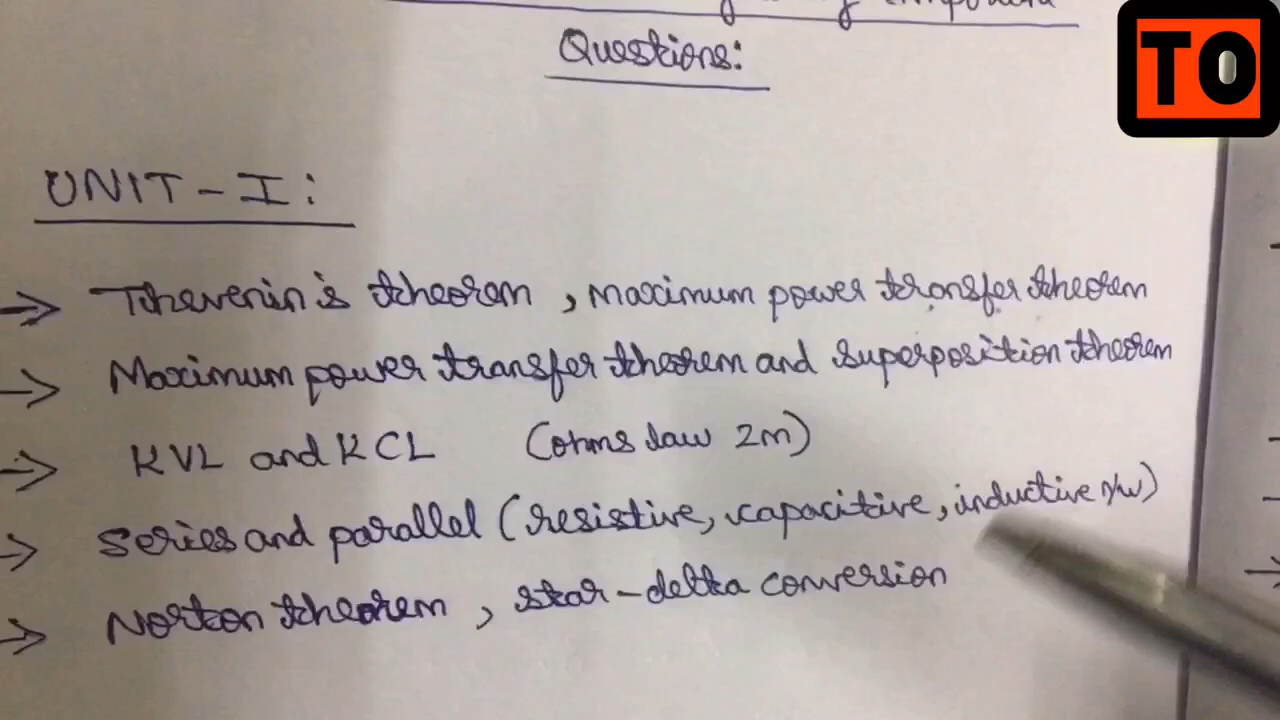 Questions:
TO
UNIT - I:
→ Thevenin's theorem, Maximum power transfer theorem
→ Maximum power transfer theorem and superposition theorem
→ KVL and KCL (ohms law 2m)
→ Series and parallel (resistive, capacitive, inductive n/w)
→ Norton theorem, star-delta conversion